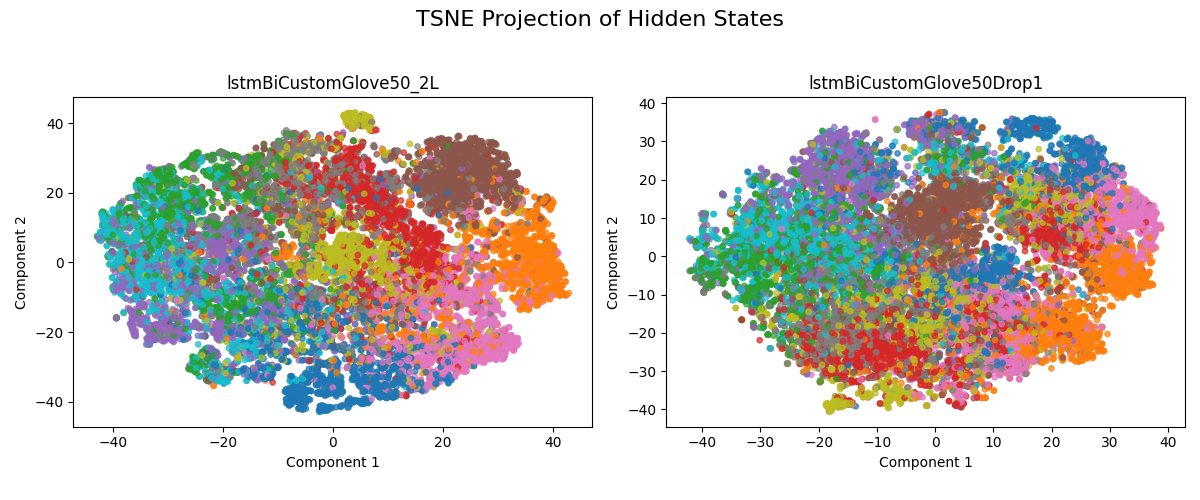 TSNE Projection of Hidden States
lstmBiCustomGlove50_2L
40
20
0
−20
−40
Component 2
−40 −20 0 20 40
Component 1
lstmBiCustomGlove50Drop1
40
30
20
10
0
−10
−20
−30
−40
Component 2
−40 −30 −20 −10 0 10 20 30 40
Component 1